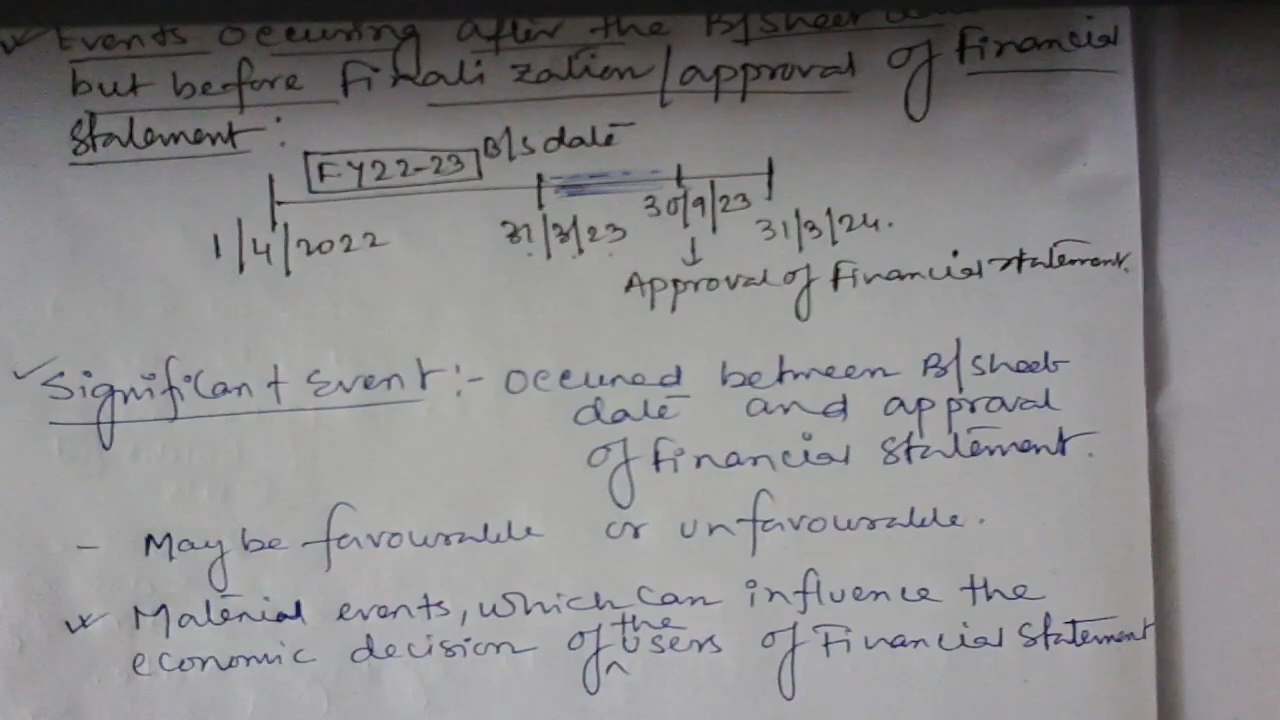 Events occuring after the B/Sheet date
but before Finalization/approval of financial
Statement:
FY22-23 B/s date
1/4/2022 31/3/23 30/9/23 31/3/24.
↓
Approval of Financial statement.
Significant Event:- Occured between B/Sheet
date and approval
of Financial Statement.
- May be favourable or unfavourable.
Material events, which can influence the
economic decision of the users of Financial Statement